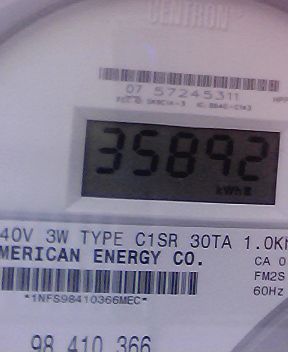 CENTRON
07 57245311
35892
kWh
40V 3W TYPE C1SR 30TA 1.0K
MERICAN ENERGY CO.
CA 0
FM2S
60Hz
*1NFS98410366MEC*
98 410 366